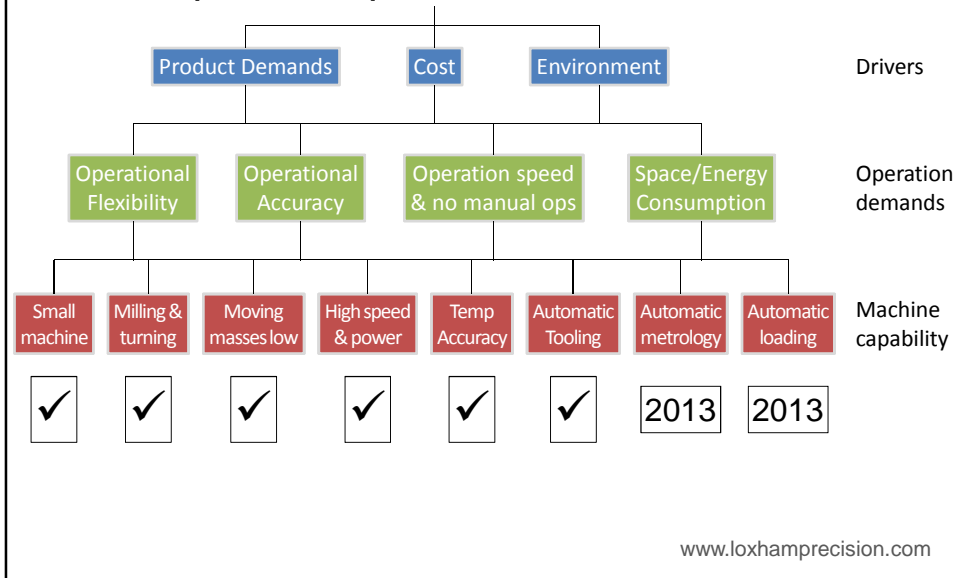 Product Demands
Cost
Environment
Drivers
Operational
Flexibility
Operational
Accuracy
Operation speed
& no manual ops
Space/Energy
Consumption
Operation
demands
Small
machine
Milling &
turning
Moving
masses low
High speed
& power
Temp
Accuracy
Automatic
Tooling
Automatic
metrology
Automatic
loading
Machine
capability
✓ ✓ ✓ ✓ ✓ ✓ 2013 2013
www.loxhamprecision.com